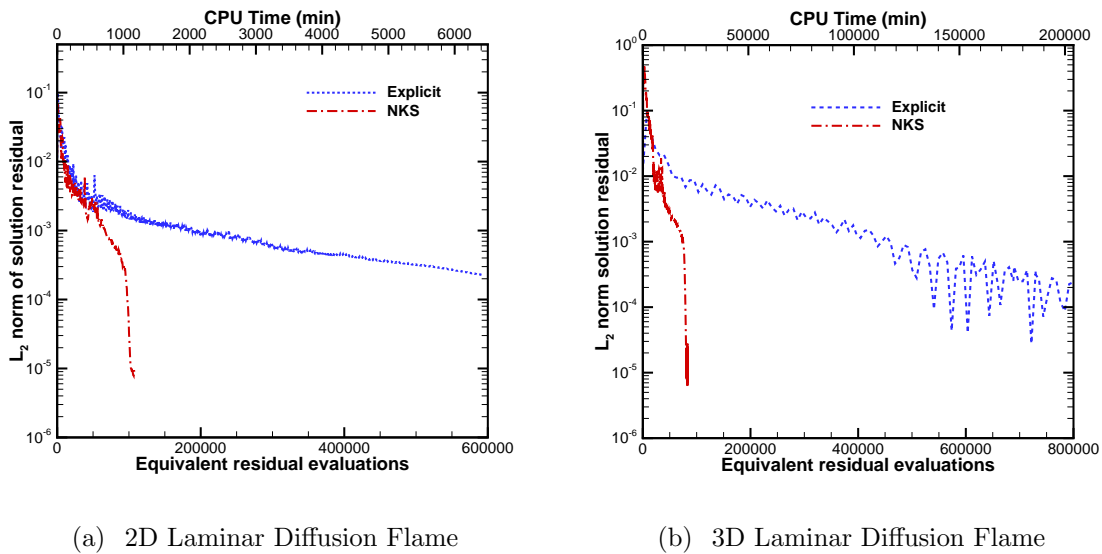 CPU Time (min)
0 1000 2000 3000 4000 5000 6000
10^-1
10^-2
10^-3
10^-4
10^-5
10^-6
L_2 norm of solution residual
Explicit
NKS
0 200000 400000 600000
Equivalent residual evaluations
(a) 2D Laminar Diffusion Flame
CPU Time (min)
0 50000 100000 150000 200000
10^0
10^-1
10^-2
10^-3
10^-4
10^-5
10^-6
L_2 norm solution residual
Explicit
NKS
0 200000 400000 600000 800000
Equivalent residual evaluations
(b) 3D Laminar Diffusion Flame